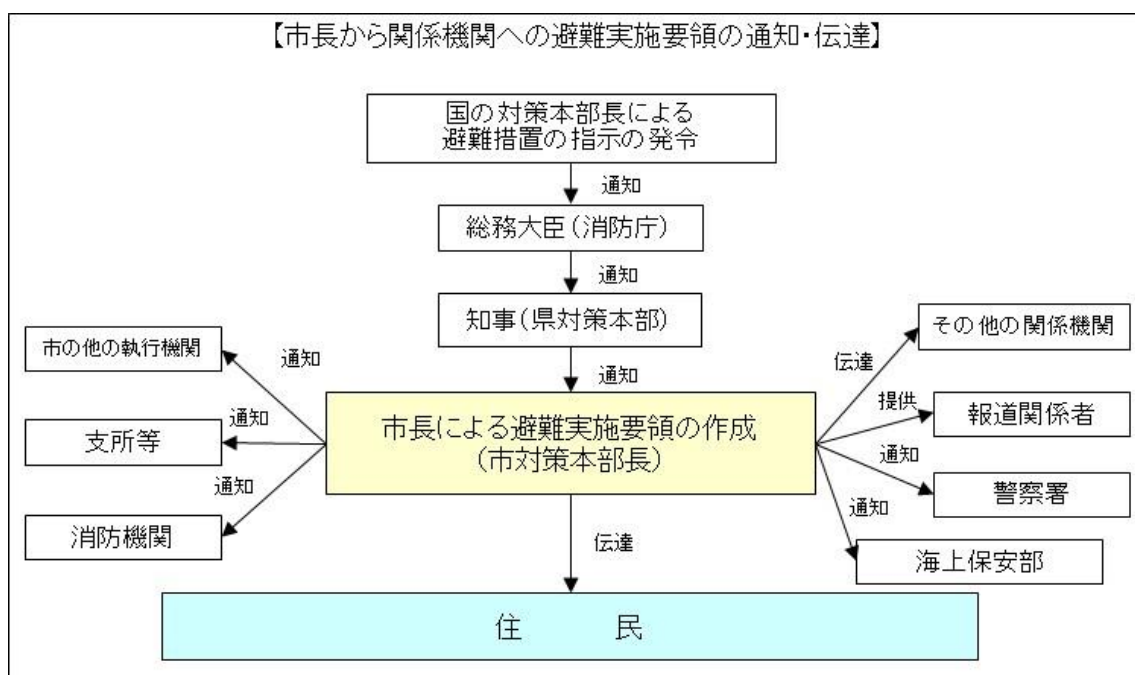 【市長から関係機関への避難実施要領の通知・伝達】
国の対策本部長による
避難措置の指示の発令
通知
総務大臣（消防庁）
通知
知事（県対策本部）
通知
市の他の執行機関
通知
支所等
通知
消防機関
通知
市長による避難実施要領の作成
（市対策本部長）
その他の関係機関
伝達
報道関係者
提供
警察署
通知
海上保安部
通知
伝達
住　　　民